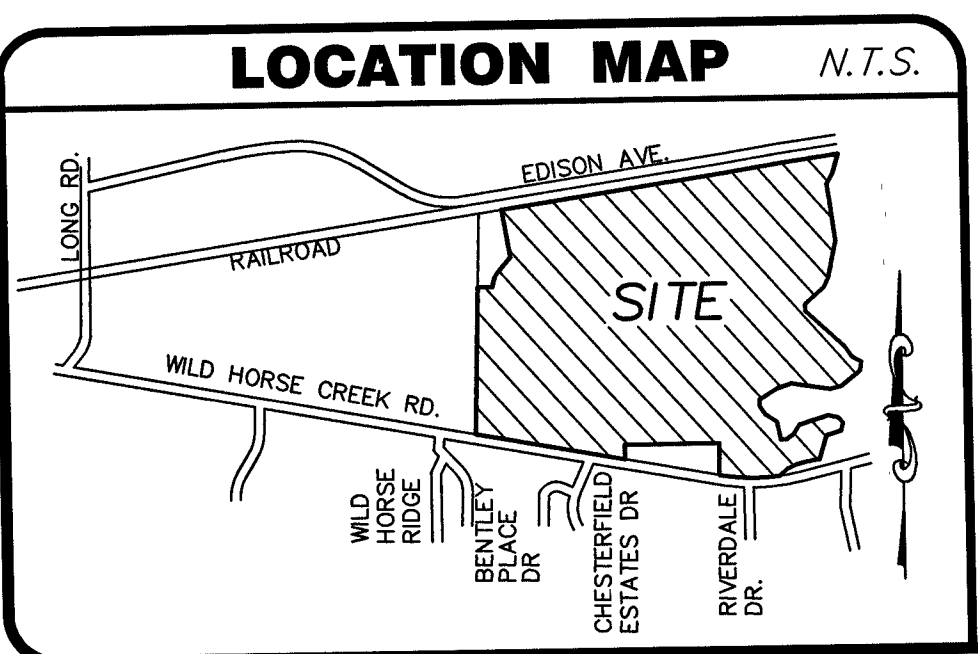 LOCATION MAP N.T.S.
LONG RD.
EDISON AVE.
RAILROAD
SITE
WILD HORSE CREEK RD.
WILD
HORSE
RIDGE
BENTLEY
PLACE
DR
CHESTERFIELD
ESTATES DR
RIVERDALE
DR.